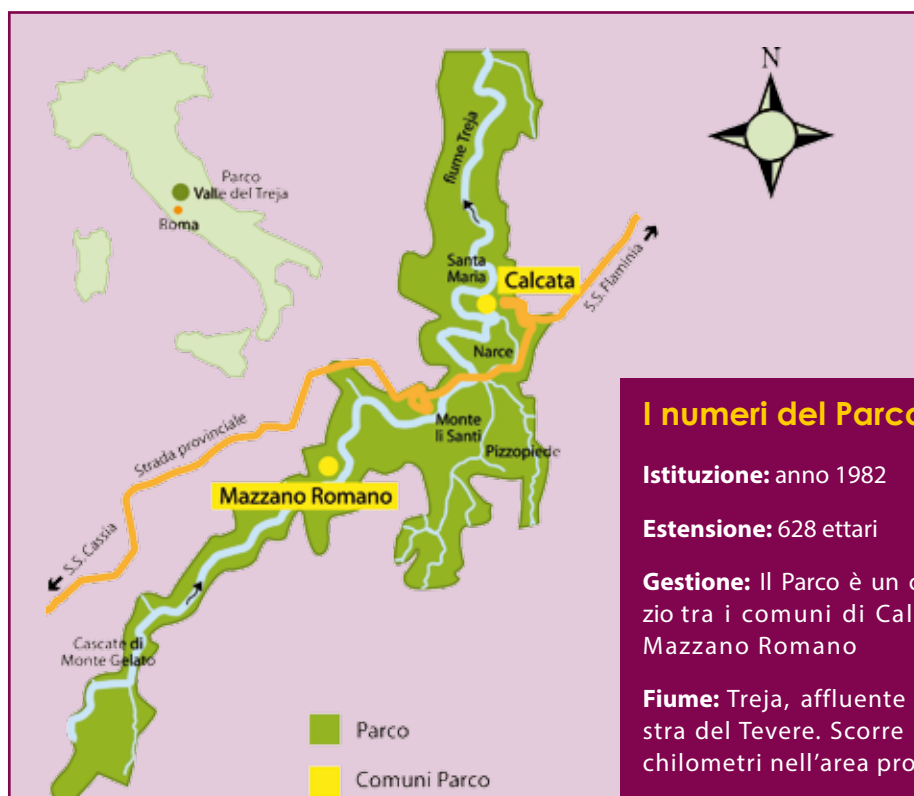 N
Parco
Valle del Treja
Roma
fiume Treja
Santa
Maria
Calcata
S.S. Flaminia
Narce
Monte
li Santi
Pizzopiede
Strada provinciale
Mazzano Romano
S.S. Cassia
Cascate di
Monte Gelato
Parco
Comuni Parco
I numeri del Parco
Istituzione: anno 1982
Estensione: 628 ettari
Gestione: Il Parco è un
zio tra i comuni di Cal
Mazzano Romano
Fiume: Treja, affluente
stra del Tevere. Scorre
chilometri nell'area pro